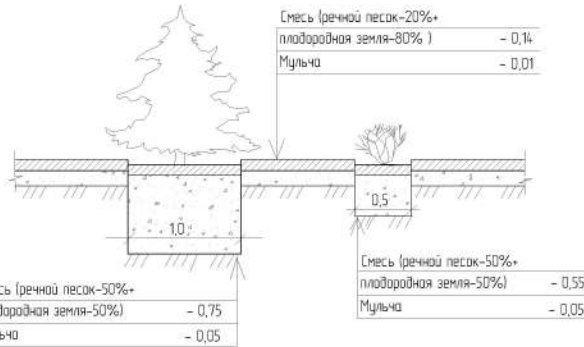 Смесь (речной песок-20%+
плодородная земля-80% ) - 0,14
Мульча - 0,01
0,5
1,0
Смесь (речной песок-50%+
плодородная земля-50%) - 0,55
Мульча - 0,05
сь (речной песок-50%+
дородная земля-50%) - 0,75
льча - 0,05